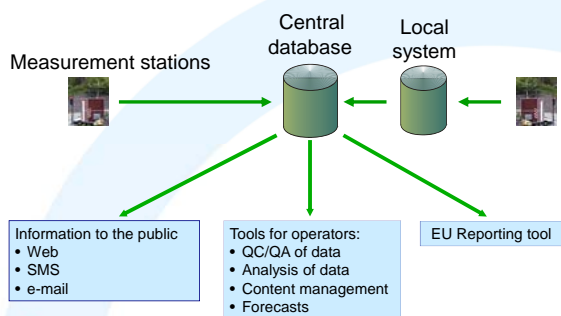 Central
database
Local
system
Measurement stations
Information to the public
• Web
• SMS
• e-mail
Tools for operators:
• QC/QA of data
• Analysis of data
• Content management
• Forecasts
EU Reporting tool